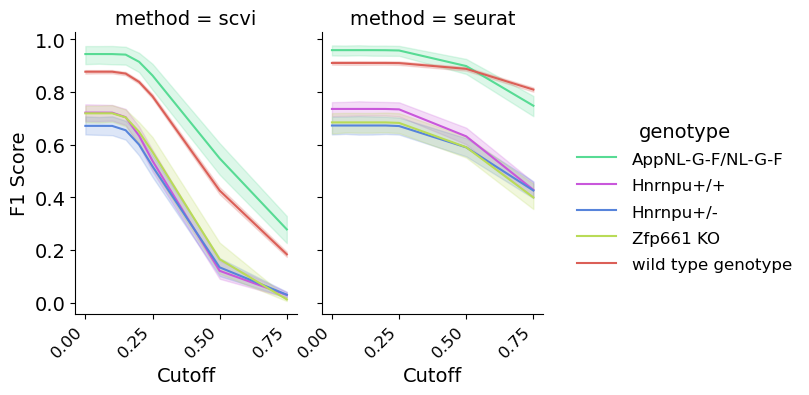 method = scvi
method = seurat
F1 Score
1.0
0.8
0.6
0.4
0.2
0.0
0.00
0.25
0.50
0.75
Cutoff
0.00
0.25
0.50
0.75
Cutoff
genotype
AppNL-G-F/NL-G-F
Hnrnpu+/+
Hnrnpu+/-
Zfp661 KO
wild type genotype